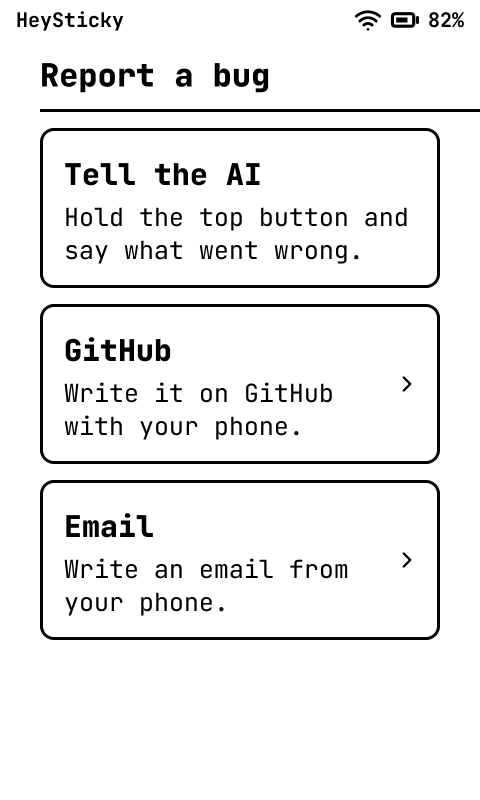 HeySticky 82%
Report a bug
Tell the AI
Hold the top button and
say what went wrong.
GitHub
Write it on GitHub
with your phone.
Email
Write an email from
your phone.